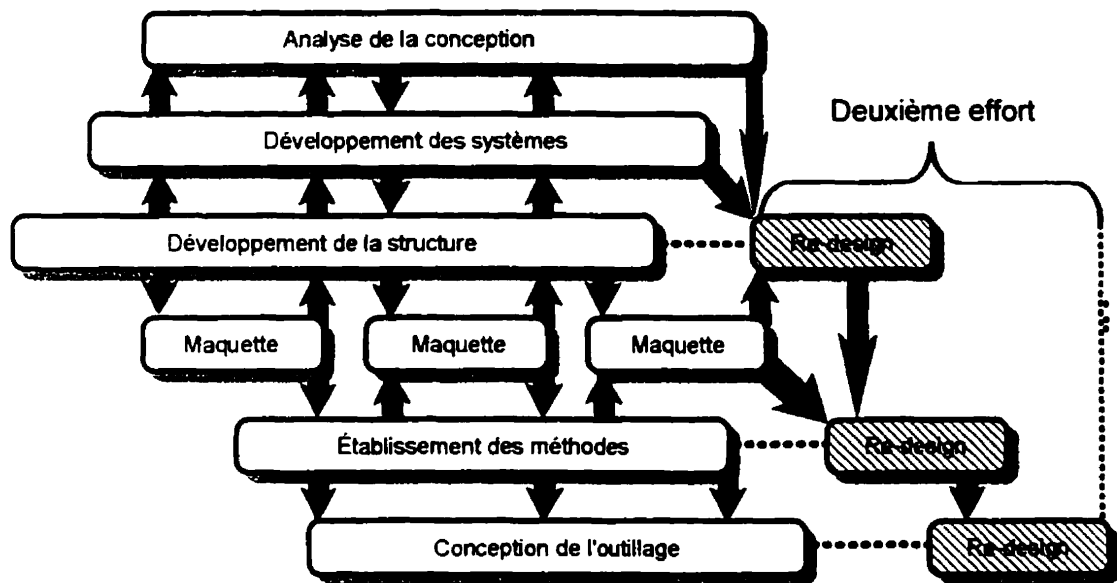 Analyse de la conception
Deuxième effort
Développement des systèmes
Développement de la structure
Re-design
Maquette
Maquette
Maquette
Établissement des méthodes
Re-design
Conception de l'outillage
Re-design